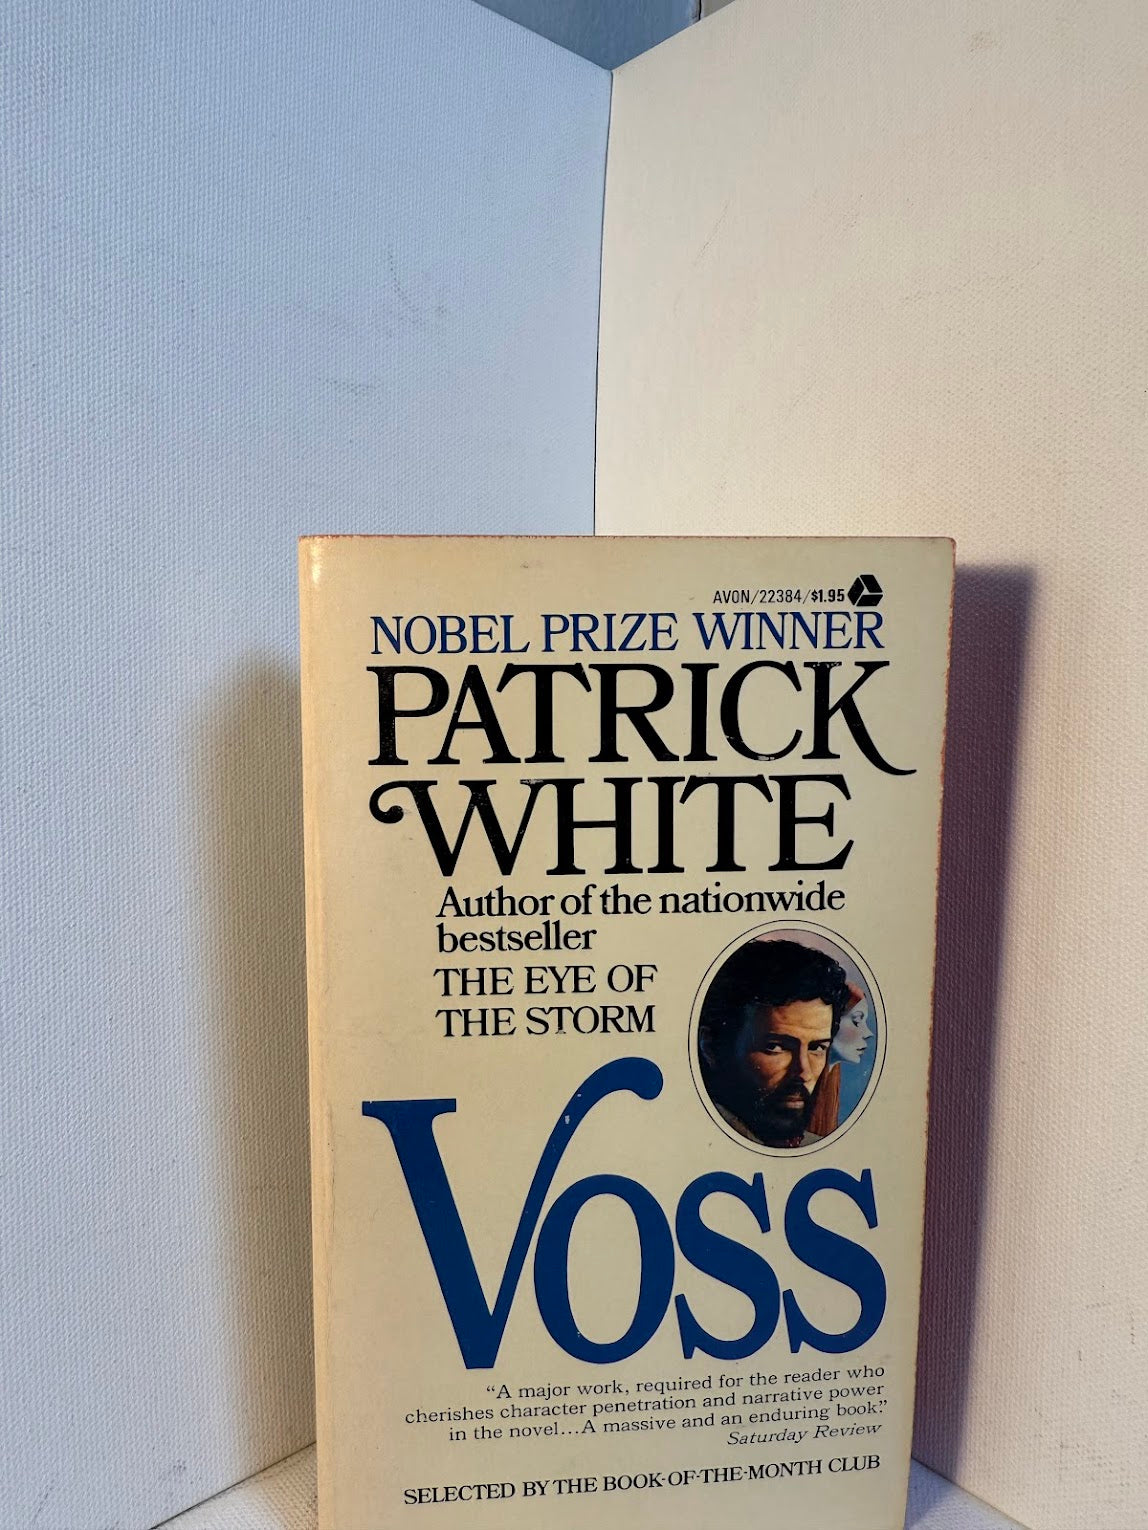 AVON/22384/$1.95
NOBEL PRIZE WINNER
PATRICK
WHITE
Author of the nationwide
bestseller
THE EYE OF
THE STORM
Voss
“A major work, required for the reader who
cherishes character penetration and narrative power
in the novel...A massive and an enduring book.”
Saturday Review
SELECTED BY THE BOOK-OF-THE-MONTH CLUB